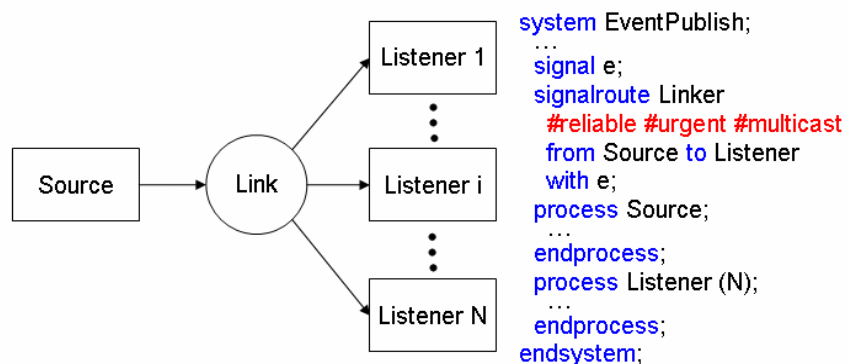 Source
Link
Listener 1
Listener i
Listener N
system EventPublish;
...
signal e;
signalroute Linker
#reliable #urgent #multicast
from Source to Listener
with e;
process Source;
...
endprocess;
process Listener (N);
...
endprocess;
endsystem;